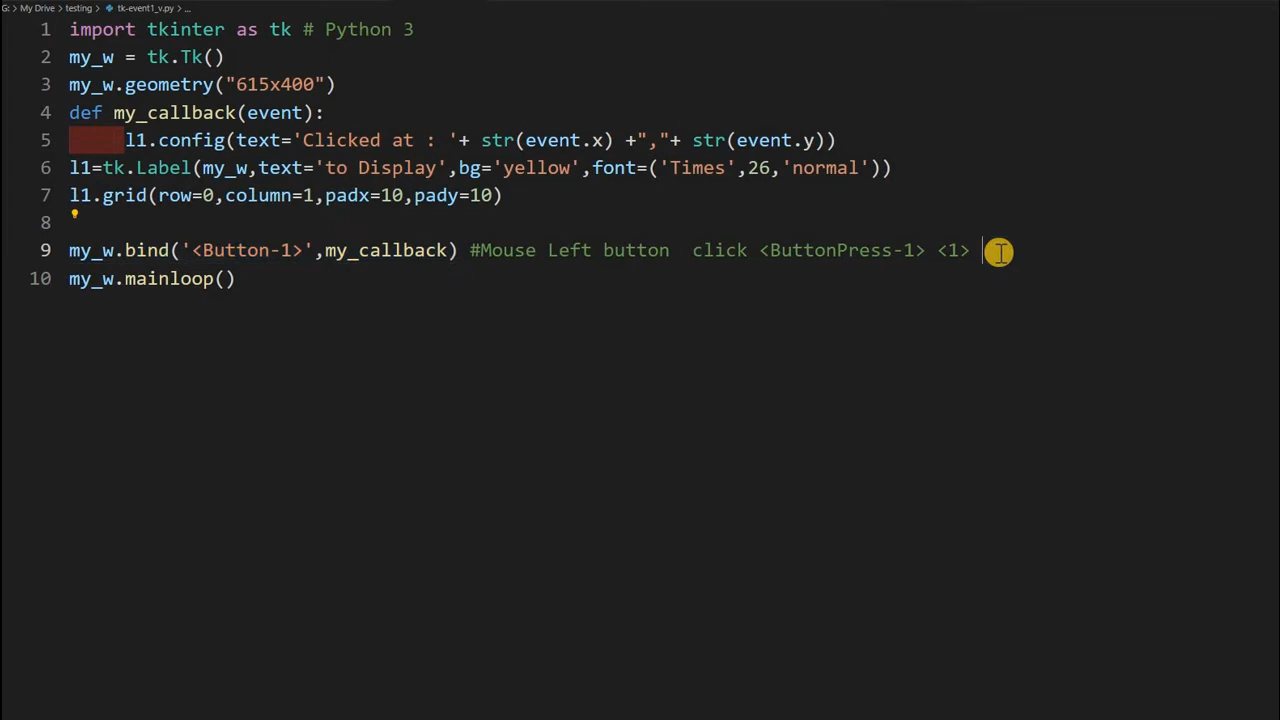 G: > My Drive > testing > tk-event1_v.py > ...
1 import tkinter as tk # Python 3
2 my_w = tk.Tk()
3 my_w.geometry("615x400")
4 def my_callback(event):
5      l1.config(text='Clicked at : '+ str(event.x) +","+ str(event.y))
6 l1=tk.Label(my_w,text='to Display',bg='yellow',font=('Times',26,'normal'))
7 l1.grid(row=0,column=1,padx=10,pady=10)
8
9 my_w.bind('<Button-1>',my_callback) #Mouse Left button  click <ButtonPress-1> <1>
10 my_w.mainloop()